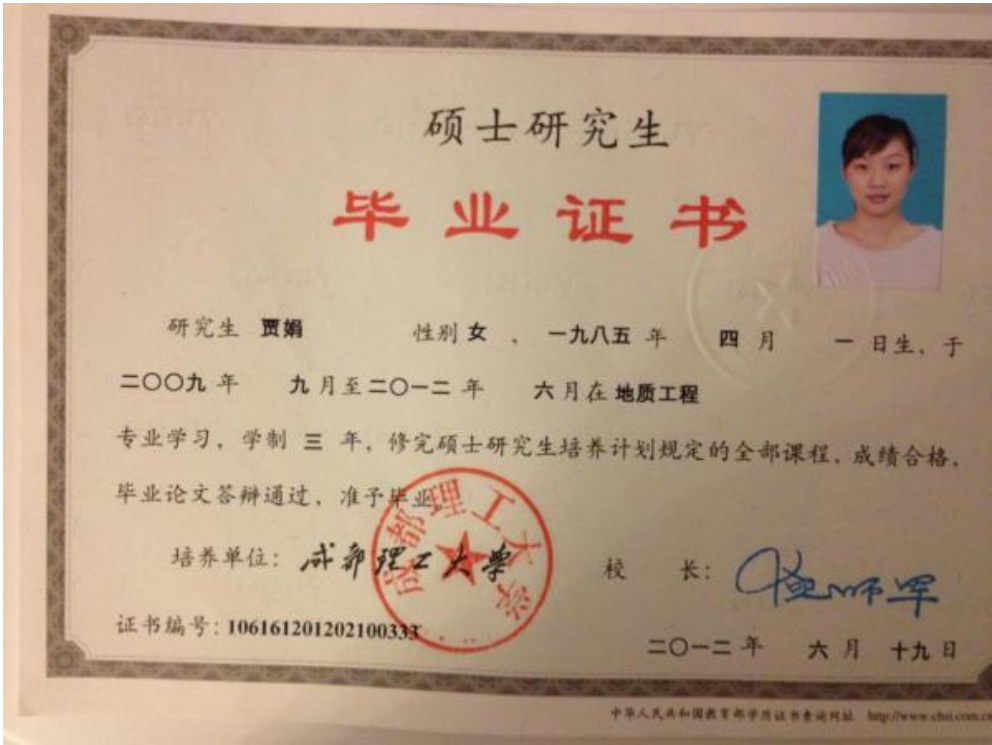 硕士研究生
毕业证书
研究生 贾娟 性别 女 ，一九八五 年 四 月 一 日生，于
二〇〇九 年 九 月至 二〇一二 年 六 月在 地质工程
专业学习，学制 三 年，修完硕士研究生培养计划规定的全部课程，成绩合格，
毕业论文答辩通过，准予毕业。
成都理工大学
培养单位：成都理工大学 校 长：
证书编号：106161201202100333
二〇一二 年 六 月 十九 日
中华人民共和国教育部学历证书查询网址 http://www.chsi.com.cn